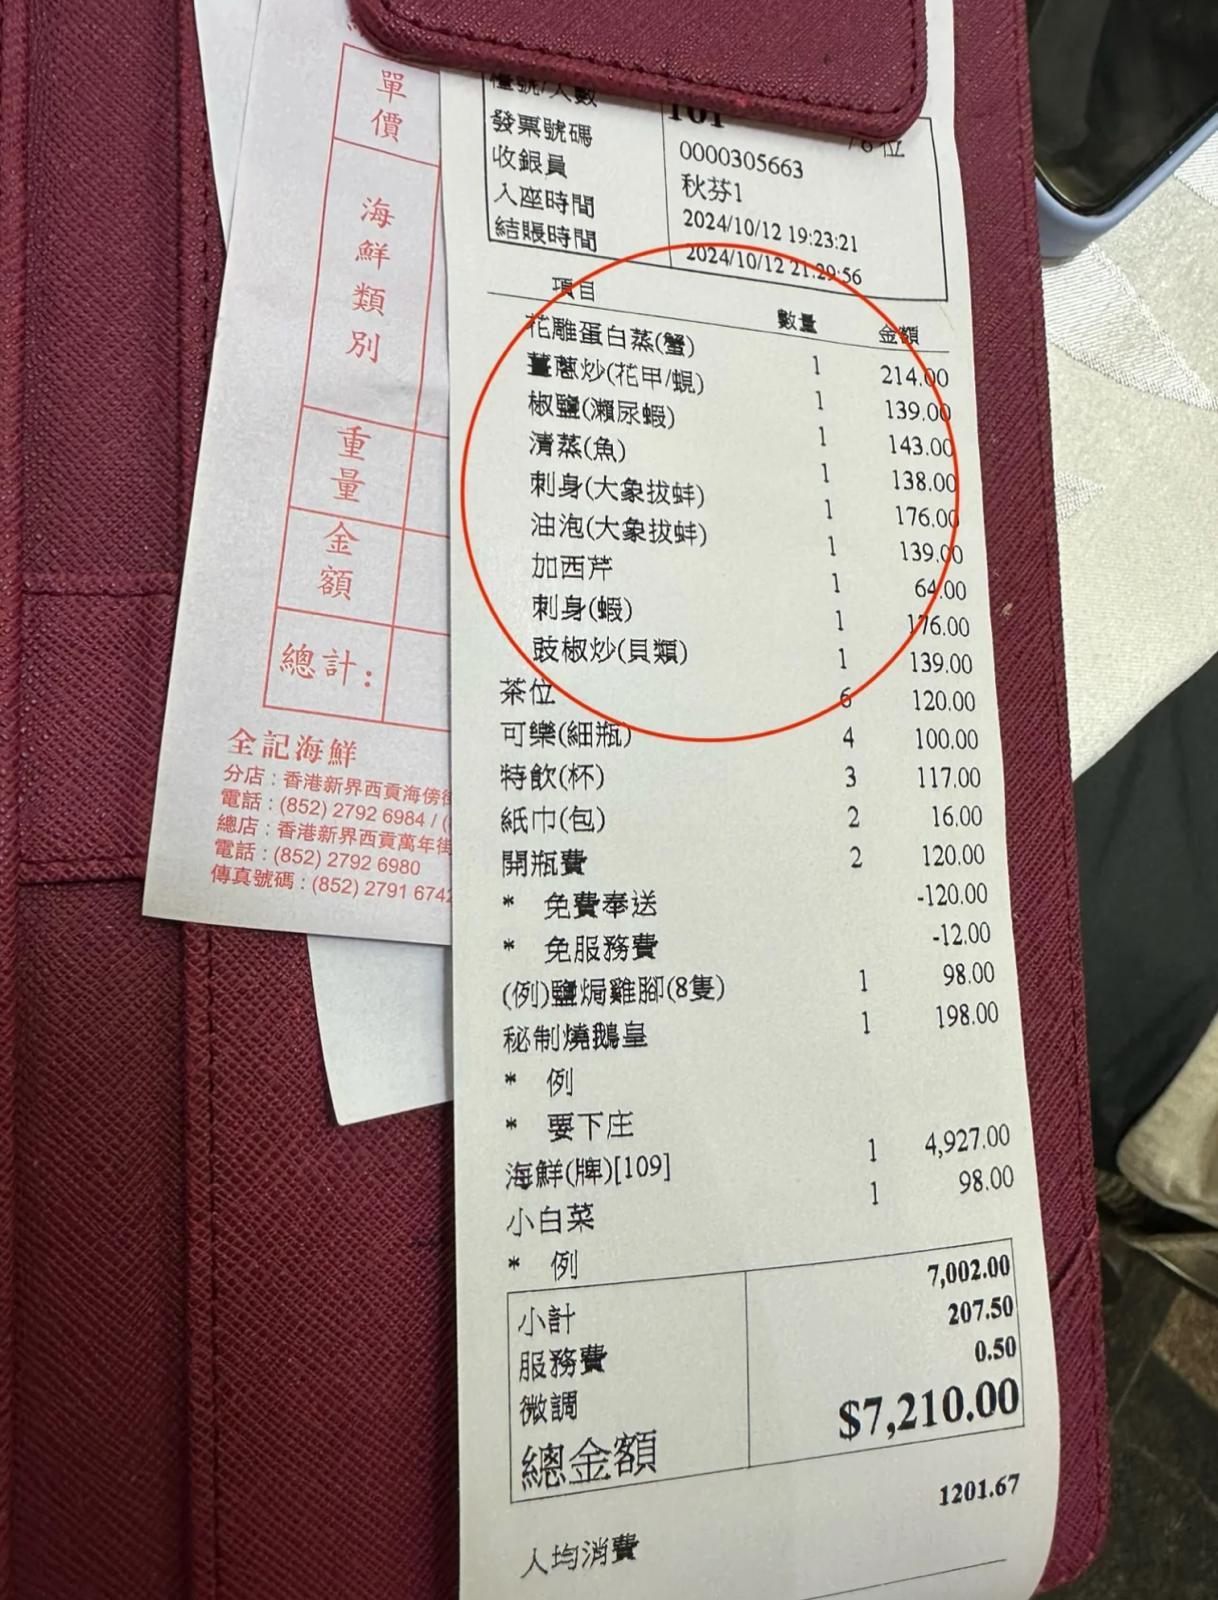 單價
海鮮類別
重量
金額
總計：
全記海鮮
分店：香港新界西貢海傍街
電話：(852) 2792 6984 / (
總店：香港新界西貢萬年街
電話：(852) 2792 6980
傳真號碼：(852) 2791 6742
101 / 6 位
發票號碼 0000305663
收銀員 秋芬1
入座時間 2024/10/12 19:23:21
結賬時間 2024/10/12 21:29:56
項目 數量 金額
花雕蛋白蒸(蟹) 1 214.00
薑蔥炒(花甲/蜆) 1 139.00
椒鹽(瀨尿蝦) 1 143.00
清蒸(魚) 1 138.00
刺身(大象拔蚌) 1 176.00
油泡(大象拔蚌) 1 139.00
加西芹 1 64.00
刺身(蝦) 1 176.00
豉椒炒(貝類) 1 139.00
茶位 6 120.00
可樂(細瓶) 4 100.00
特飲(杯) 3 117.00
紙巾(包) 2 16.00
開瓶費 2 120.00
* 免費奉送 -120.00
* 免服務費 -12.00
(例)鹽焗雞腳(8隻) 1 98.00
秘制燒鵝皇 1 198.00
* 例
* 要下庄
海鮮(牌)[109] 1 4,927.00
小白菜 1 98.00
* 例
小計 7,002.00
服務費 207.50
微調 0.50
總金額 $7,210.00
人均消費 1201.67